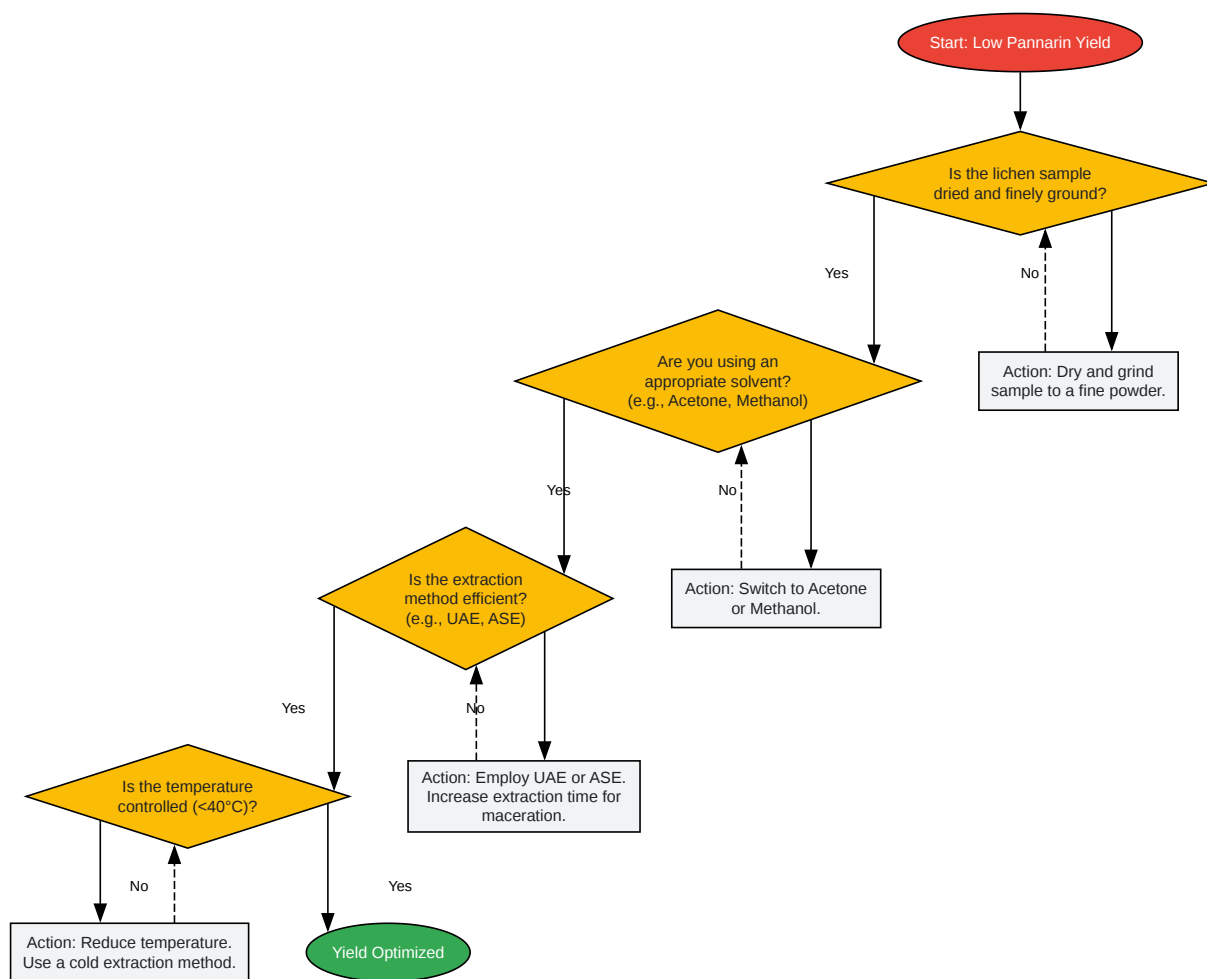 Start: Low Pannarin Yield
Is the lichen sample
dried and finely ground?
Yes
No
Action: Dry and grind
sample to a fine powder.
Are you using an
appropriate solvent?
(e.g., Acetone, Methanol)
Yes
No
Action: Switch to Acetone
or Methanol.
Is the extraction
method efficient?
(e.g., UAE, ASE)
Yes
No
Action: Employ UAE or ASE.
Increase extraction time for
maceration.
Is the temperature
controlled (<40°C)?
No
Yes
Action: Reduce temperature.
Use a cold extraction method.
Yield Optimized